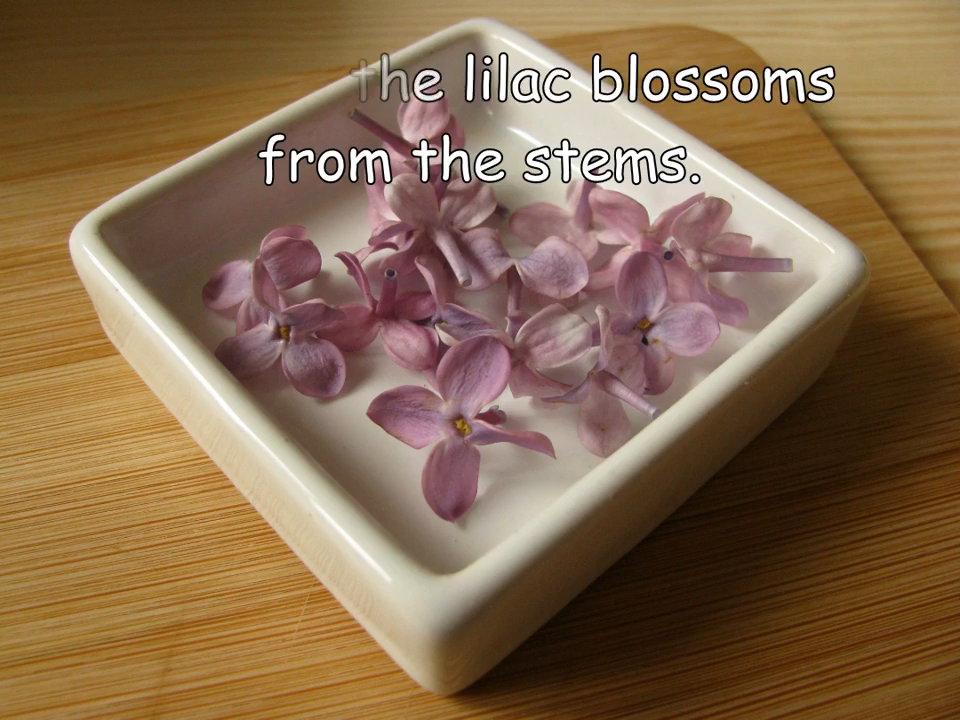 the lilac blossoms
from the stems.